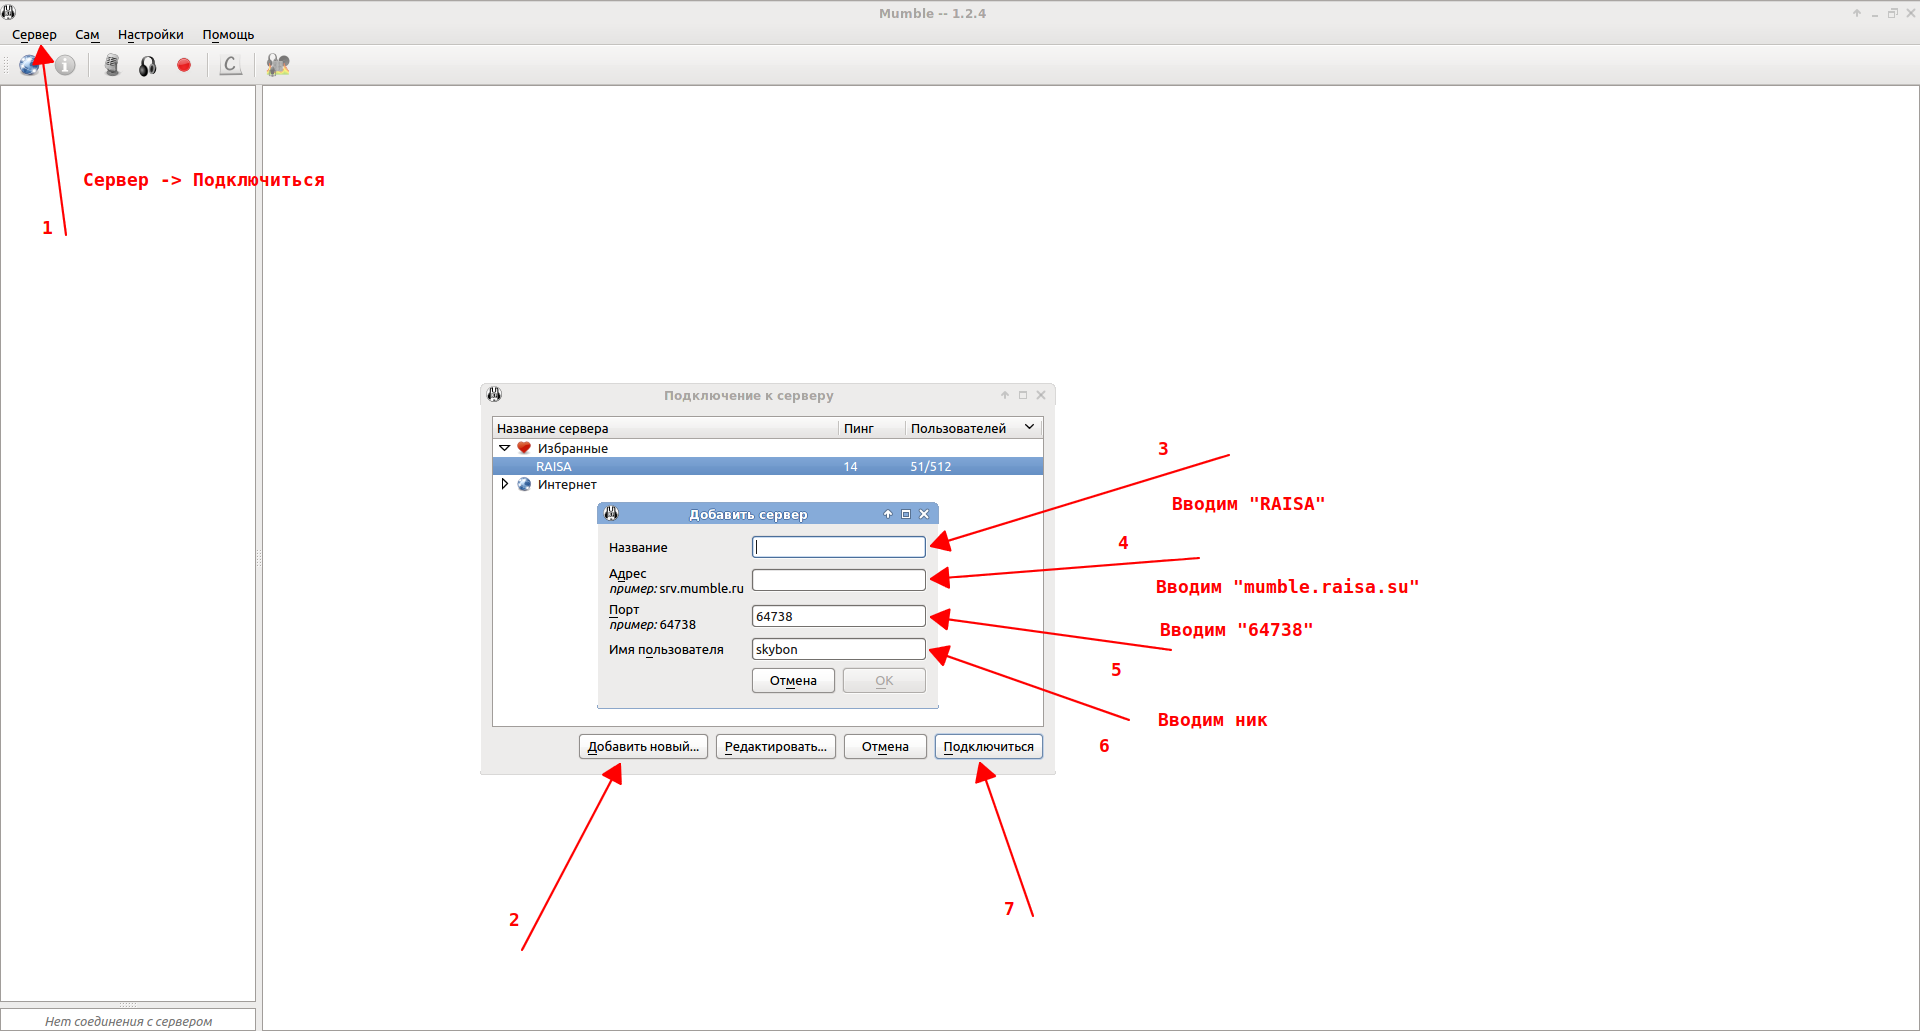 Mumble -- 1.2.4
Сервер Сам Настройки Помощь
C
Сервер -> Подключиться
1
Подключение к серверу
Название сервера Пинг Пользователей
Избранные
RAISA 14 51/512
Интернет
Добавить сервер
Название
Адрес
пример: srv.mumble.ru
Порт
пример: 64738
64738
Имя пользователя skybon
Отмена OK
Добавить новый... Редактировать... Отмена Подключиться
3
Вводим "RAISA"
4
Вводим "mumble.raisa.su"
Вводим "64738"
5
Вводим ник
6
2
7
Нет соединения с сервером